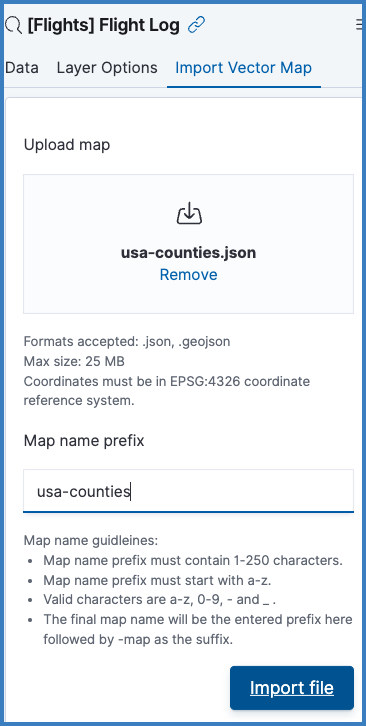 [Flights] Flight Log
Data Layer Options Import Vector Map
Upload map
usa-counties.json
Remove
Formats accepted: .json, .geojson
Max size: 25 MB
Coordinates must be in EPSG:4326 coordinate
reference system.
Map name prefix
usa-counties
Map name guidleines:
• Map name prefix must contain 1-250 characters.
• Map name prefix must start with a-z.
• Valid characters are a-z, 0-9, - and _ .
• The final map name will be the entered prefix here
followed by -map as the suffix.
Import file